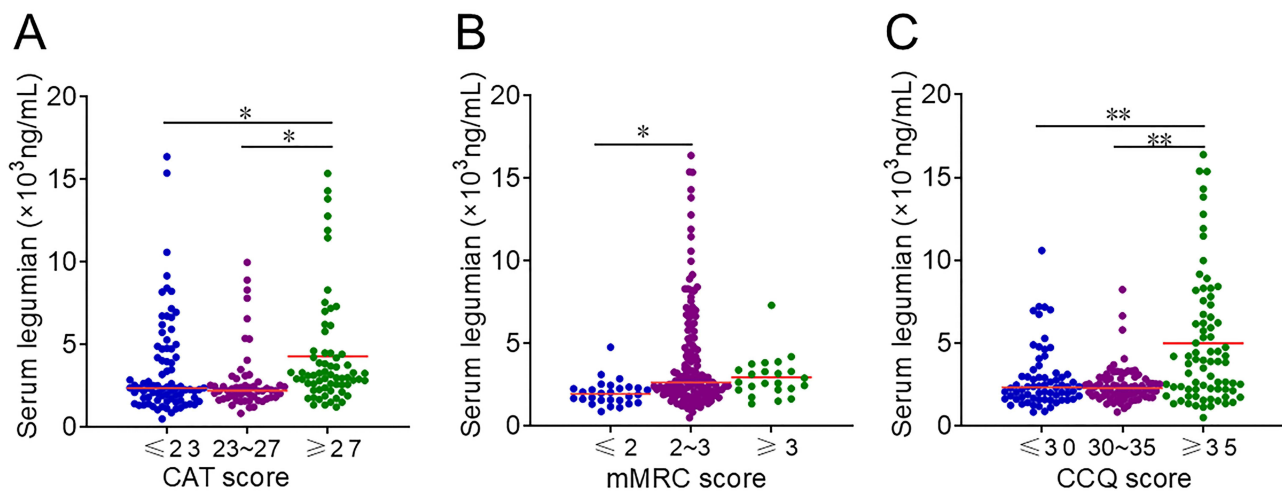 A
B
C
Serum legumian (×10³ng/mL)
20
15
10
5
0
*
*
≤23 23~27 ≥27
CAT score
Serum legumian (×10³ng/mL)
20
15
10
5
0
*
≤2 2~3 ≥3
mMRC score
Serum legumian (×10³ng/mL)
20
15
10
5
0
**
**
≤30 30~35 ≥35
CCQ score